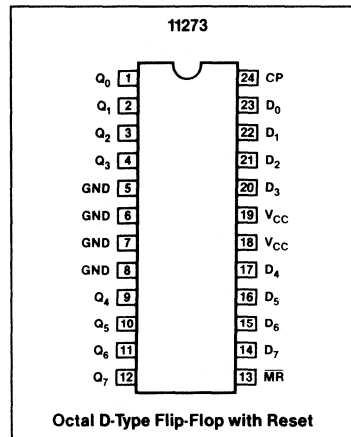 11273
Q0 1 24 CP
Q1 2 23 D0
Q2 3 22 D1
Q3 4 21 D2
GND 5 20 D3
GND 6 19 VCC
GND 7 18 VCC
GND 8 17 D4
Q4 9 16 D5
Q5 10 15 D6
Q6 11 14 D7
Q7 12 13 M̅R̅
Octal D-Type Flip-Flop with Reset